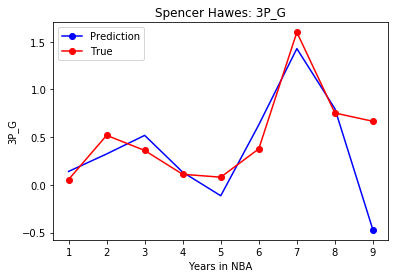 Spencer Hawes: 3P_G
Prediction
True
1.5
1.0
0.5
0.0
−0.5
3P_G
1 2 3 4 5 6 7 8 9
Years in NBA